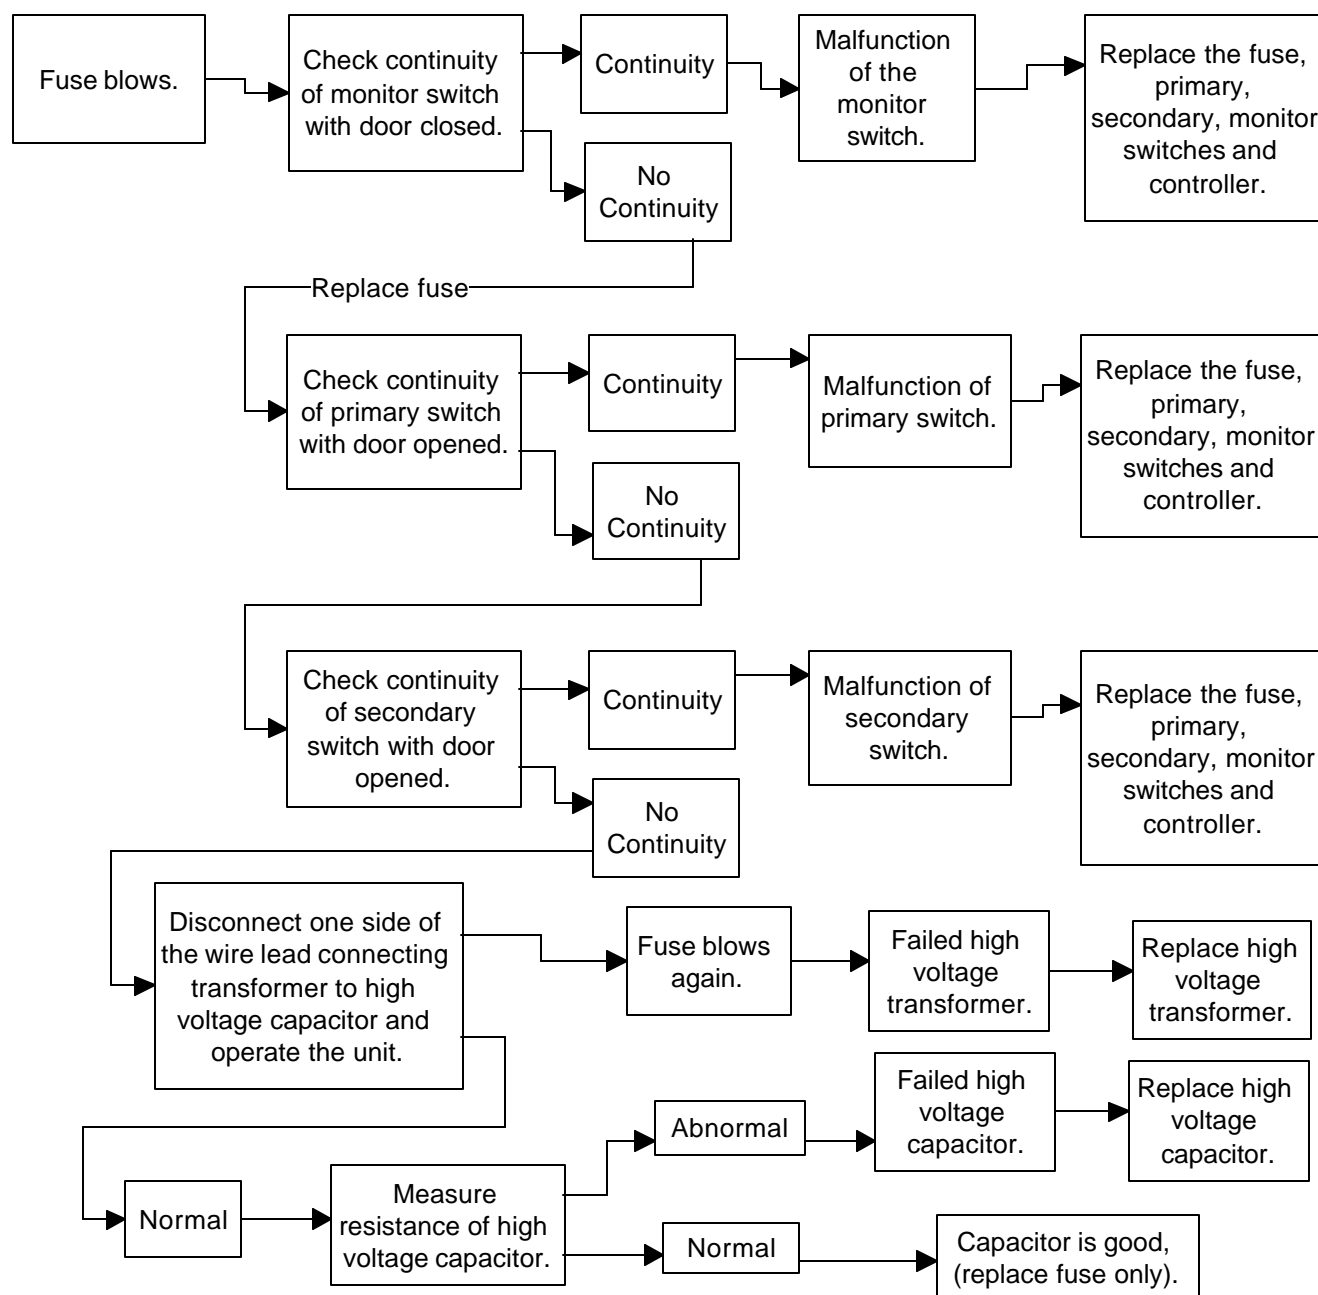 Fuse blows.
Check continuity
of monitor switch
with door closed.
Continuity
Malfunction
of the
monitor
switch.
Replace the fuse,
primary,
secondary, monitor
switches and
controller.
No
Continuity
Replace fuse
Check continuity
of primary switch
with door opened.
Continuity
Malfunction of
primary switch.
Replace the fuse,
primary,
secondary, monitor
switches and
controller.
No
Continuity
Check continuity
of secondary
switch with door
opened.
Continuity
Malfunction of
secondary
switch.
Replace the fuse,
primary,
secondary, monitor
switches and
controller.
No
Continuity
Disconnect one side of
the wire lead connecting
transformer to high
voltage capacitor and
operate the unit.
Fuse blows
again.
Failed high
voltage
transformer.
Replace high
voltage
transformer.
Normal
Measure
resistance of high
voltage capacitor.
Abnormal
Failed high
voltage
capacitor.
Replace high
voltage
capacitor.
Normal
Capacitor is good,
(replace fuse only).